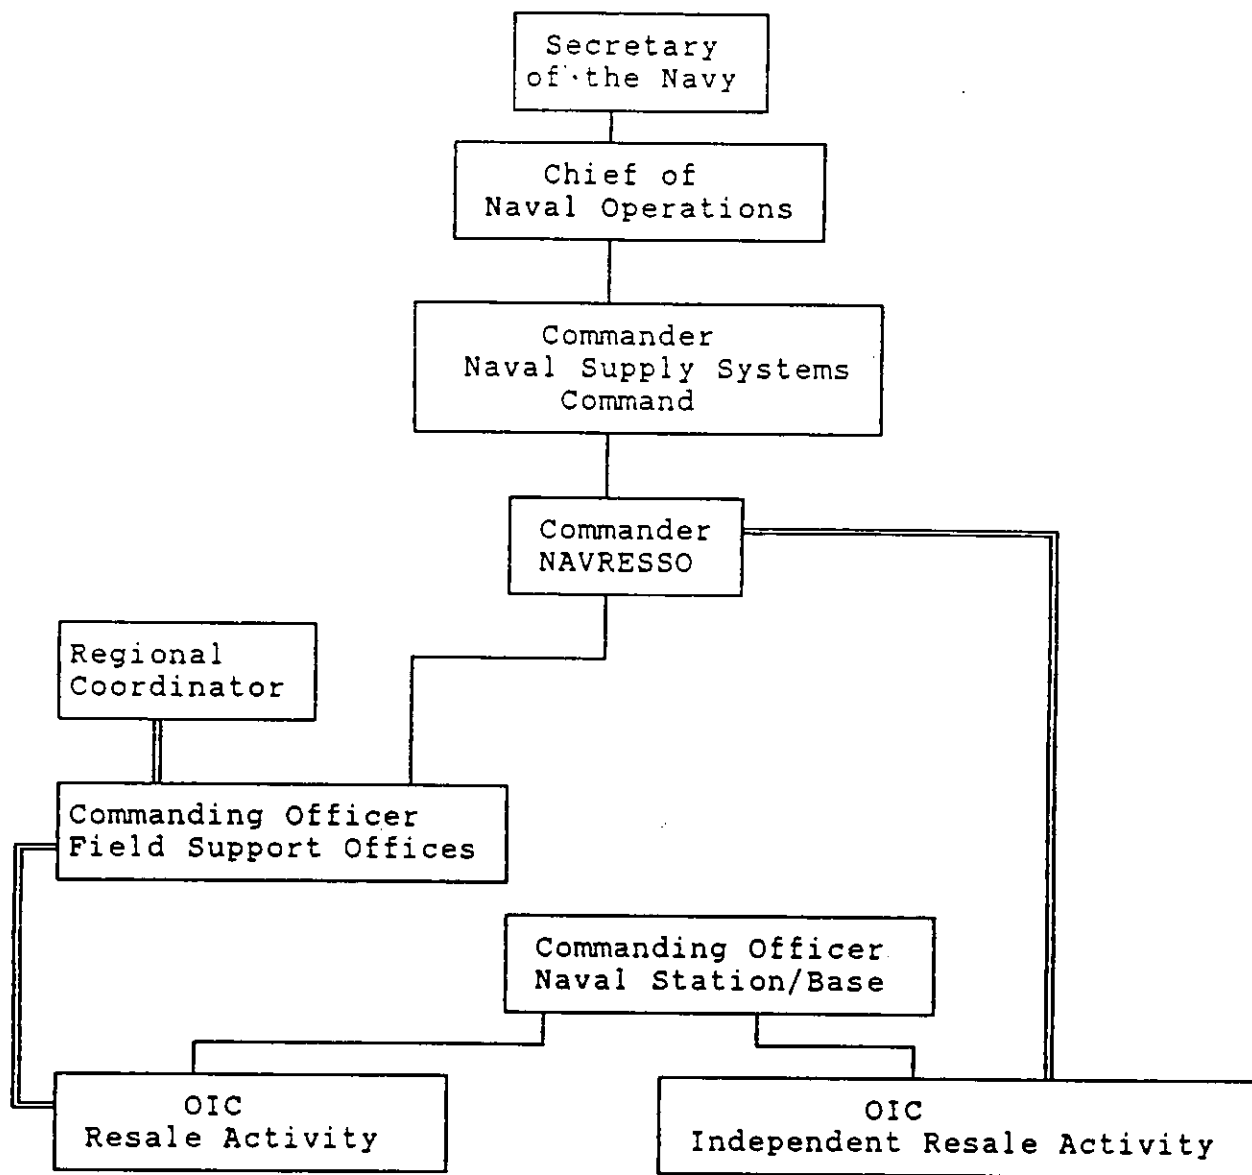 Secretary
of the Navy
Chief of
Naval Operations
Commander
Naval Supply Systems
Command
Commander
NAVRESSO
Regional
Coordinator
Commanding Officer
Field Support Offices
Commanding Officer
Naval Station/Base
OIC
Resale Activity
OIC
Independent Resale Activity